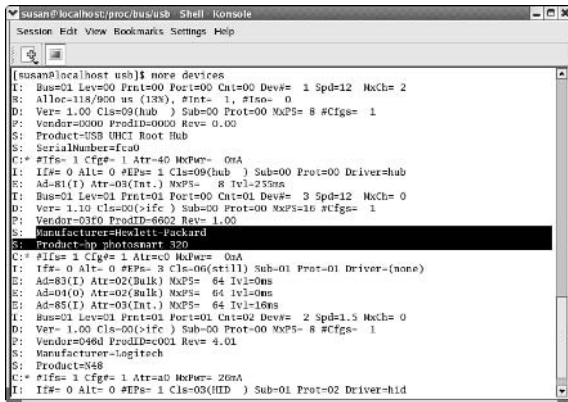 susan@localhost:/proc/bus/usb - Shell - Konsole
Session Edit View Bookmarks Settings Help
[susan@localhost usb]$ more devices
T: Bus=01 Lev=00 Prnt=00 Port=00 Cnt=00 Dev#= 1 Spd=12 MxCh= 2
B: Alloc=118/900 us (13%), #Int= 1, #Iso= 0
D: Ver= 1.00 Cls=09(hub ) Sub=00 Prot=00 MxPS= 8 #Cfgs= 1
P: Vendor=0000 ProdID=0000 Rev= 0.00
S: Product=USB UHCI Root Hub
S: SerialNumber=fca0
C:* #Ifs= 1 Cfg#= 1 Atr=40 MxPwr= 0mA
I: If#= 0 Alt= 0 #EPs= 1 Cls=09(hub ) Sub=00 Prot=00 Driver=hub
E: Ad=81(I) Atr=03(Int.) MxPS= 8 Ivl=255ms
T: Bus=01 Lev=01 Prnt=01 Port=00 Cnt=01 Dev#= 3 Spd=12 MxCh= 0
D: Ver= 1.10 Cls=00(>ifc ) Sub=00 Prot=00 MxPS=16 #Cfgs= 1
P: Vendor=03f0 ProdID=6602 Rev= 1.00
S: Manufacturer=Hewlett-Packard
S: Product=hp photosmart 320
C:* #Ifs= 1 Cfg#= 1 Atr=c0 MxPwr= 0mA
I: If#= 0 Alt= 0 #EPs= 3 Cls=06(still) Sub=01 Prot=01 Driver=(none)
E: Ad=83(I) Atr=02(Bulk) MxPS= 64 Ivl=0ms
E: Ad=04(O) Atr=02(Bulk) MxPS= 64 Ivl=0ms
E: Ad=85(I) Atr=03(Int.) MxPS= 64 Ivl=16ms
T: Bus=01 Lev=01 Prnt=01 Port=01 Cnt=02 Dev#= 2 Spd=1.5 MxCh= 0
D: Ver= 1.00 Cls=00(>ifc ) Sub=00 Prot=00 MxPS= 8 #Cfgs= 1
P: Vendor=046d ProdID=c001 Rev= 4.01
S: Manufacturer=Logitech
S: Product=N48
C:* #Ifs= 1 Cfg#= 1 Atr=a0 MxPwr= 26mA
I: If#= 0 Alt= 0 #EPs= 1 Cls=03(HID ) Sub=01 Prot=02 Driver=hid